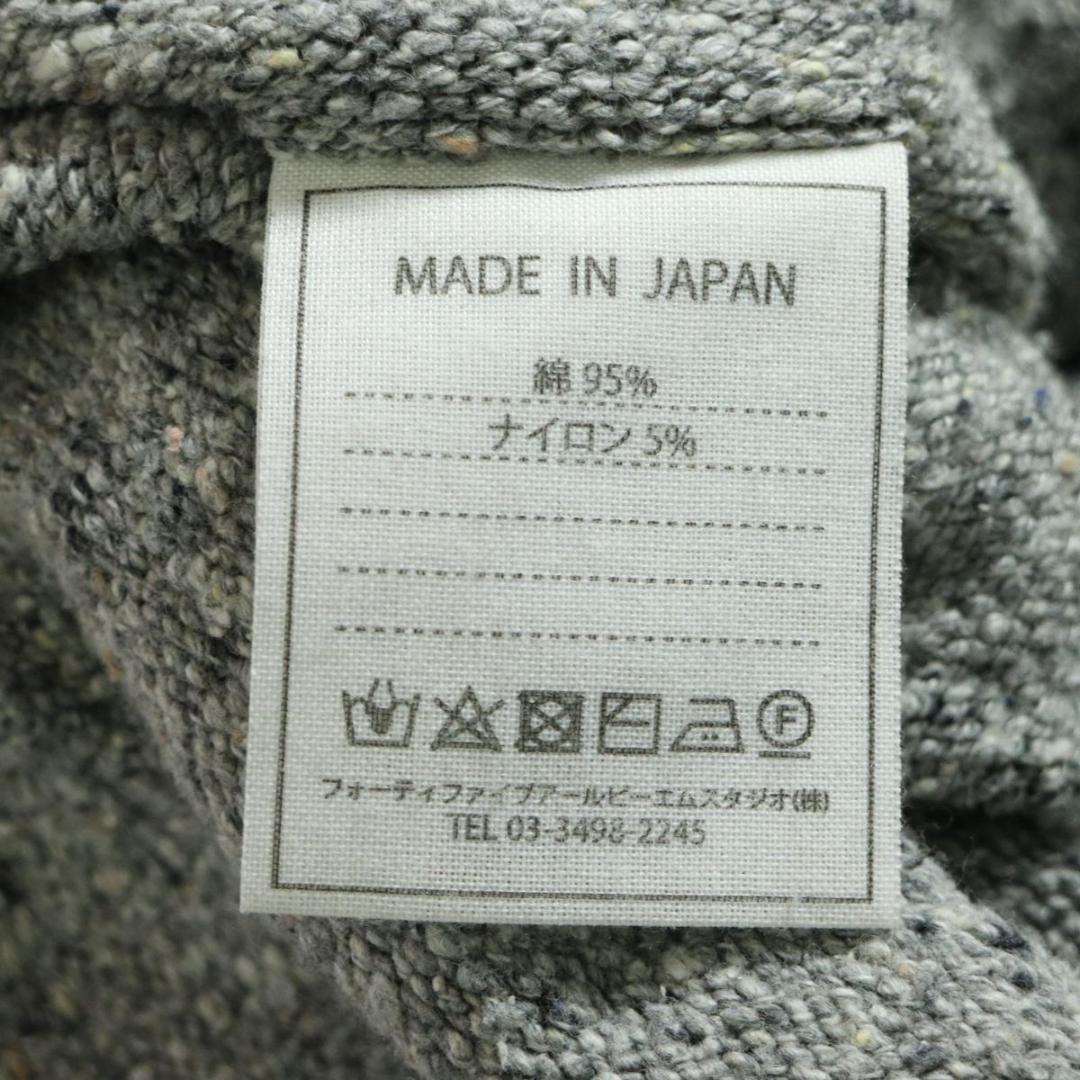 MADE IN JAPAN
綿 95%
ナイロン 5%
F
フォーティファイブアールピーエムスタジオ(株)
TEL 03-3498-2245